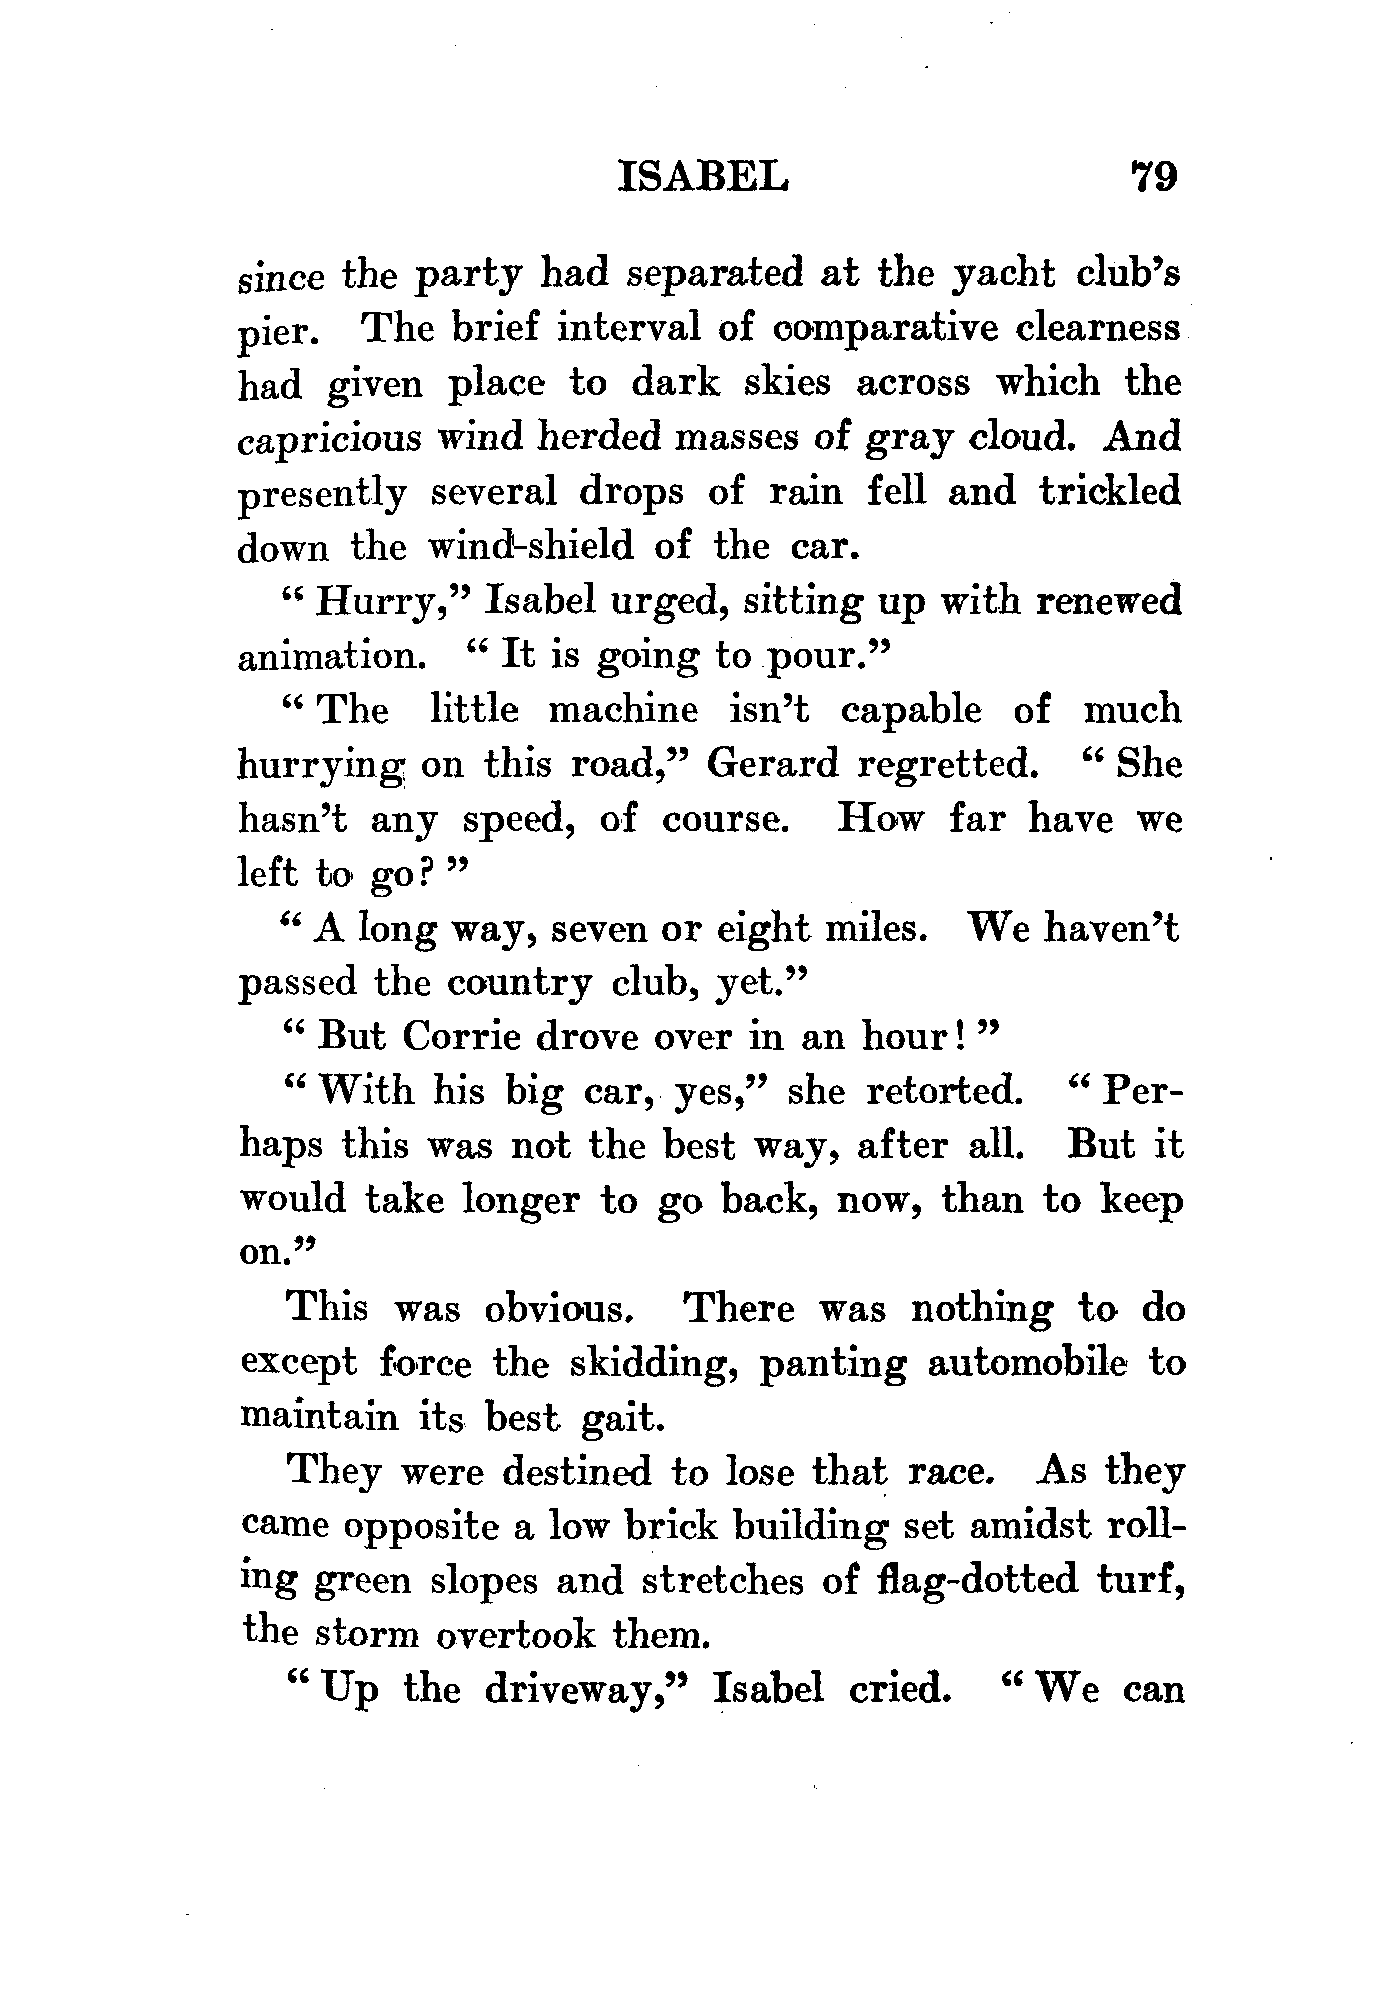 ISABEL 79
since the party had separated at the yacht club’s
pier. The brief interval of comparative clearness
had given place to dark skies across which the
capricious wind herded masses of gray cloud. And
presently several drops of rain fell and trickled
down the wind-shield of the car.
“ Hurry,” Isabel urged, sitting up with renewed
animation. “ It is going to pour.”
“ The little machine isn’t capable of much
hurrying on this road,” Gerard regretted. “ She
hasn’t any speed, of course. How far have we
left to go? ”
“ A long way, seven or eight miles. We haven’t
passed the country club, yet.”
“ But Corrie drove over in an hour! ”
“ With his big car, yes,” she retorted. “ Per-
haps this was not the best way, after all. But it
would take longer to go back, now, than to keep
on.”
This was obvious. There was nothing to do
except force the skidding, panting automobile to
maintain its best gait.
They were destined to lose that race. As they
came opposite a low brick building set amidst roll-
ing green slopes and stretches of flag-dotted turf,
the storm overtook them.
“ Up the driveway,” Isabel cried. “ We can